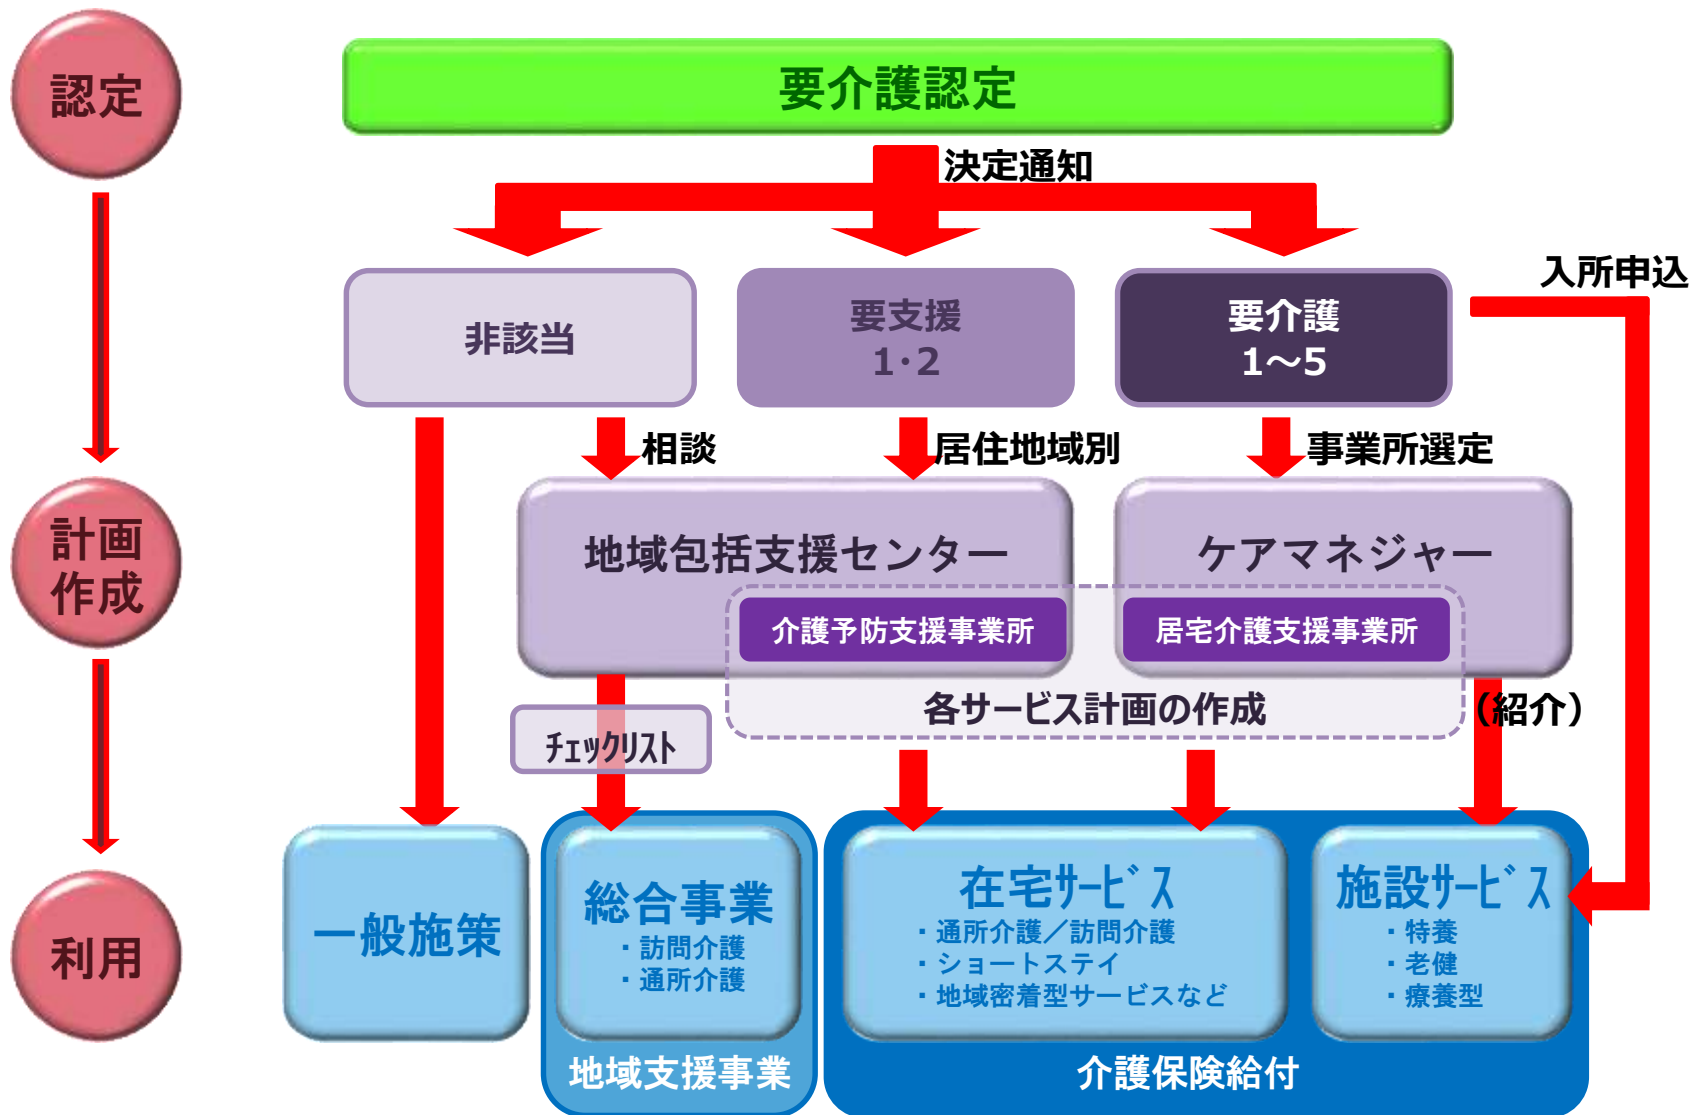 認定
要介護認定
決定通知
入所申込
非該当
要支援
1･2
要介護
1～5
相談
居住地域別
事業所選定
計画
作成
地域包括支援センター
ケアマネジャー
介護予防支援事業所
居宅介護支援事業所
各サービス計画の作成
(紹介)
ﾁｪｯｸﾘｽﾄ
利用
一般施策
総合事業
・訪問介護
・通所介護
地域支援事業
在宅ｻｰﾋﾞｽ
・通所介護／訪問介護
・ショートステイ
・地域密着型サービスなど
施設ｻｰﾋﾞｽ
・特養
・老健
・療養型
介護保険給付